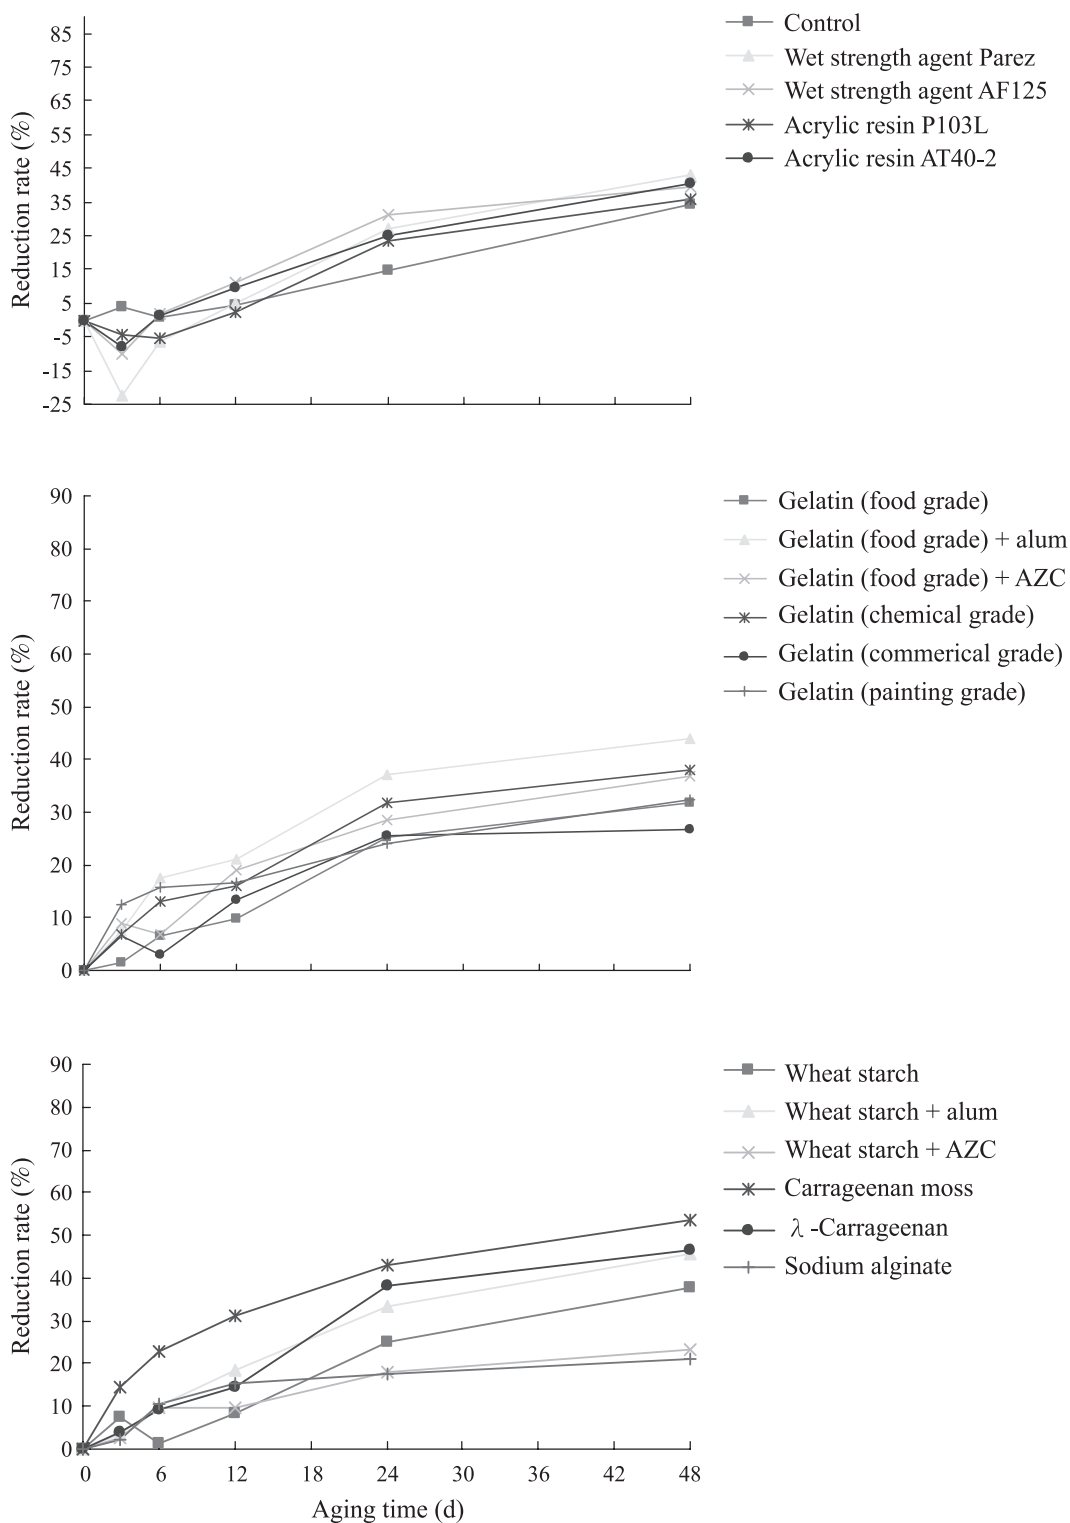 85
75
65
55
45
35
25
15
5
-5
-15
-25
Reduction rate (%)
Control
Wet strength agent Parez
Wet strength agent AF125
Acrylic resin P103L
Acrylic resin AT40-2
90
80
70
60
50
40
30
20
10
0
Reduction rate (%)
Gelatin (food grade)
Gelatin (food grade) + alum
Gelatin (food grade) + AZC
Gelatin (chemical grade)
Gelatin (commerical grade)
Gelatin (painting grade)
90
80
70
60
50
40
30
20
10
0
Reduction rate (%)
Wheat starch
Wheat starch + alum
Wheat starch + AZC
Carrageenan moss
λ -Carrageenan
Sodium alginate
0 6 12 18 24 30 36 42 48
Aging time (d)